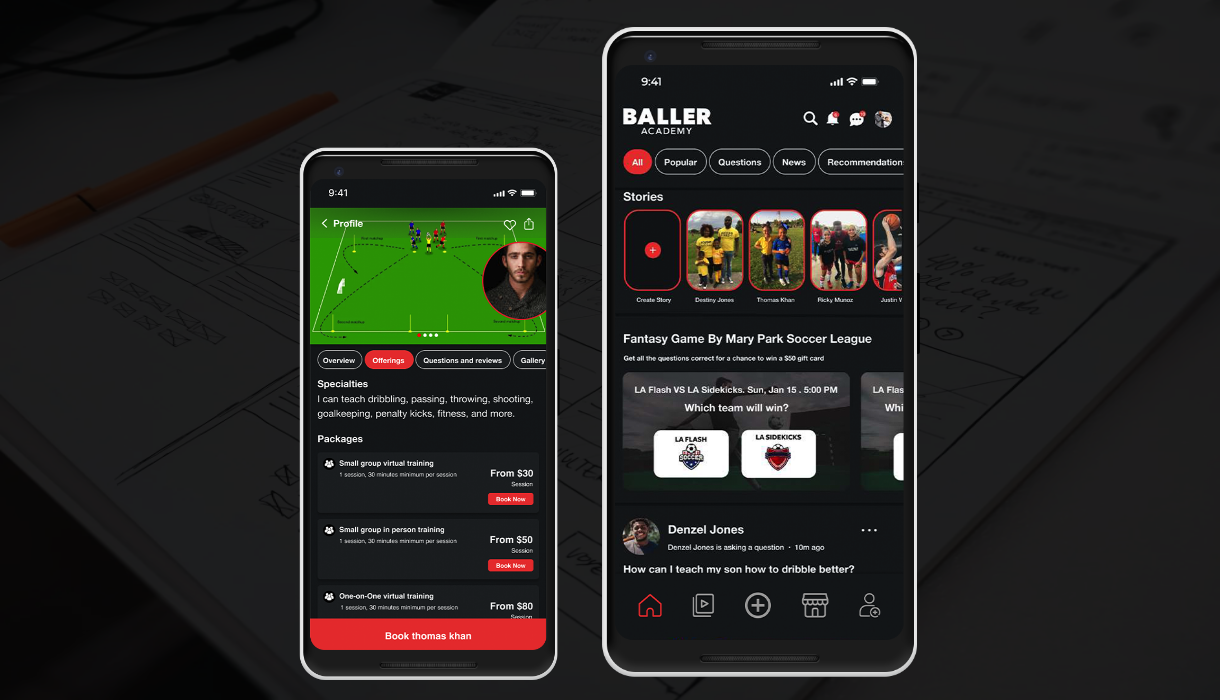 9:41
Profile
Overview
Offerings
Questions and reviews
Gallery
Specialties
I can teach dribbling, passing, throwing, shooting,
goalkeeping, penalty kicks, fitness, and more.
Packages
Small group virtual training
1 session, 30 minutes minimum per session
From $30
Session
Book Now
Small group in person training
1 session, 30 minutes minimum per session
From $50
Session
Book Now
One-on-One virtual training
1 session, 30 minutes minimum per session
From $80
Session
Book thomas khan
9:41
BALLER
ACADEMY
All
Popular
Questions
News
Recommendation
Stories
Create Story
Destiny Jones
Thomas Khan
Ricky Munoz
Justin
Fantasy Game By Mary Park Soccer League
Get all the questions correct for a chance to win a $50 gift card
LA Flash VS LA Sidekicks. Sun, Jan 15 . 5:00 PM
Which team will win?
LA FLASH
SOCCER
LA SIDEKICKS
LA Flas
Whi
Denzel Jones
Denzel Jones is asking a question • 10m ago
How can I teach my son how to dribble better?